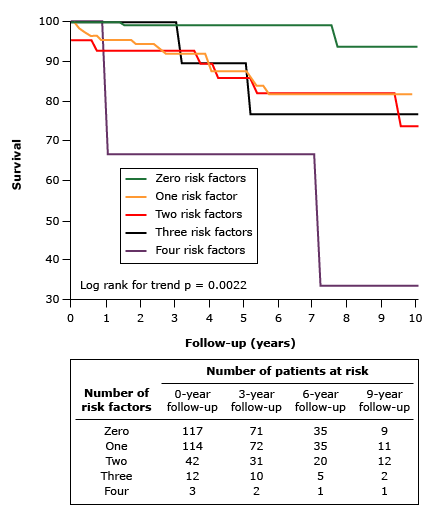 100
90
80
70
60
50
40
30
Survival
Zero risk factors
One risk factor
Two risk factors
Three risk factors
Four risk factors
Log rank for trend p = 0.0022
0 1 2 3 4 5 6 7 8 9 10
Follow-up (years)
Number of patients at risk
Number of risk factors 0-year follow-up 3-year follow-up 6-year follow-up 9-year follow-up
Zero 117 71 35 9
One 114 72 35 11
Two 42 31 20 12
Three 12 10 5 2
Four 3 2 1 1